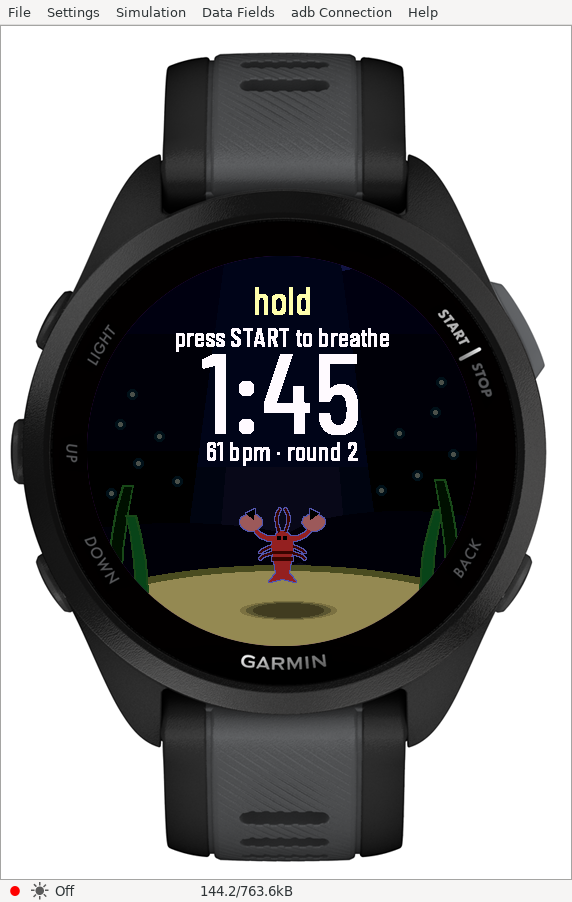 File Settings Simulation Data Fields adb Connection Help
hold
press START to breathe
1:45
61 bpm · round 2
LIGHT
START
STOP
UP
DOWN
BACK
GARMIN
Off 144.2/763.6kB